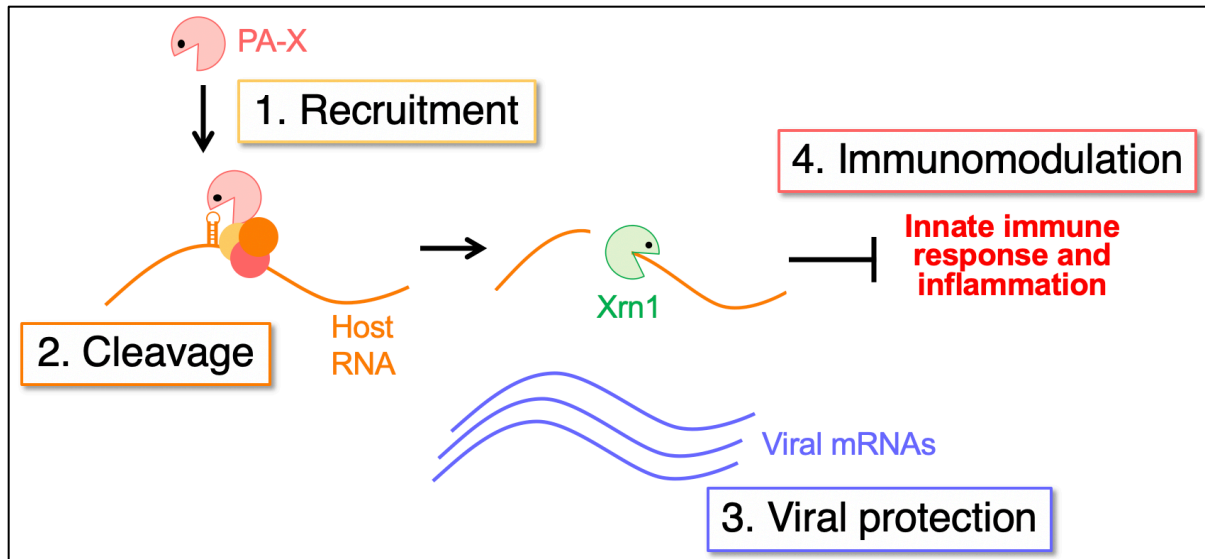 PA-X
1. Recruitment
4. Immunomodulation
Innate immune
response and
inflammation
Xrn1
Host
RNA
2. Cleavage
Viral mRNAs
3. Viral protection